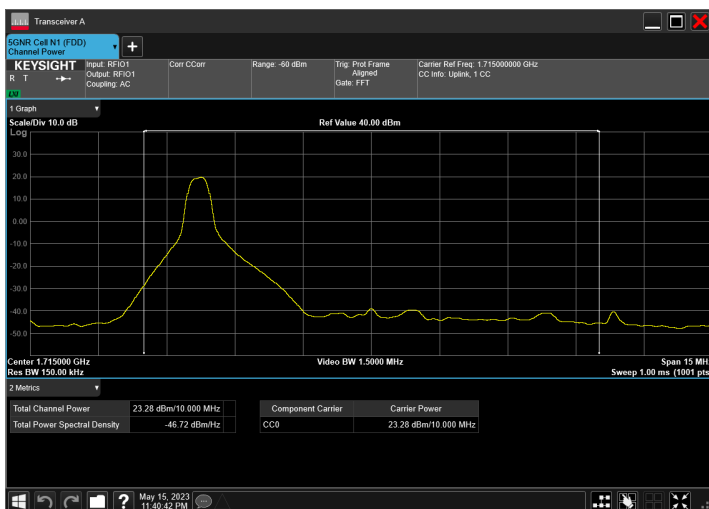 Transceiver A
5GNR Cell N1 (FDD)
Channel Power
KEYSIGHT
R T
LXI
Input: RFIO1
Output: RFIO1
Coupling: AC
Corr CCorr
Range: -60 dBm
Trig: Prot Frame
Aligned
Gate: FFT
Carrier Ref Freq: 1.715000000 GHz
CC Info: Uplink, 1 CC
1 Graph
Scale/Div 10.0 dB
Ref Value 40.00 dBm
Log
30.0
20.0
10.0
0.00
-10.0
-20.0
-30.0
-40.0
-50.0
Center 1.715000 GHz
Video BW 1.5000 MHz
Span 15 MHz
Res BW 150.00 kHz
Sweep 1.00 ms (1001 pts
2 Metrics
Total Channel Power 23.28 dBm/10.000 MHz
Total Power Spectral Density -46.72 dBm/Hz
Component Carrier Carrier Power
CC0 23.28 dBm/10.000 MHz
May 15, 2023
11:40:42 PM